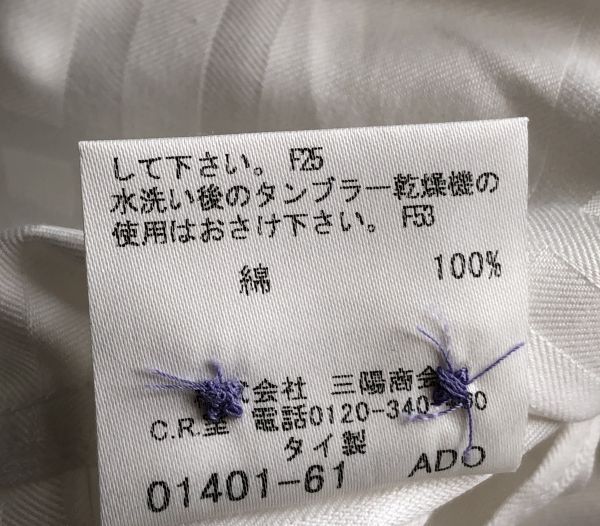 して下さい。 F25
水洗い後のタンブラー乾燥機の
使用はおさけ下さい。 F53
綿 100%
式会社 三陽商会
C.R.室 電話0120-340-
タイ製
01401-61 ADO